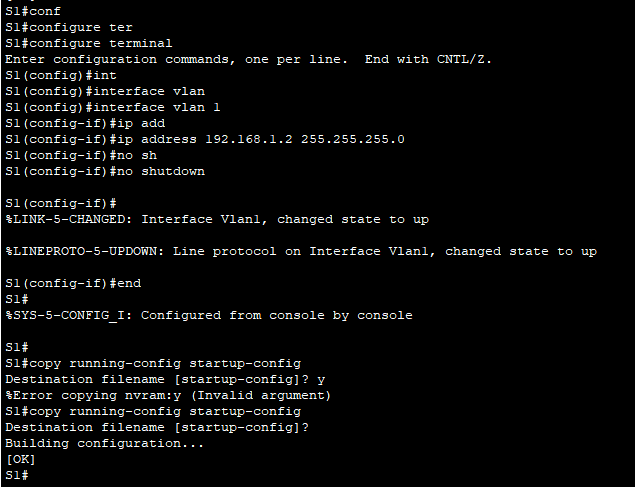 S1#conf
S1#configure ter
S1#configure terminal
Enter configuration commands, one per line.  End with CNTL/Z.
S1(config)#int
S1(config)#interface vlan
S1(config)#interface vlan 1
S1(config-if)#ip add
S1(config-if)#ip address 192.168.1.2 255.255.255.0
S1(config-if)#no sh
S1(config-if)#no shutdown
S1(config-if)#
%LINK-5-CHANGED: Interface Vlan1, changed state to up
%LINEPROTO-5-UPDOWN: Line protocol on Interface Vlan1, changed state to up
S1(config-if)#end
S1#
%SYS-5-CONFIG_I: Configured from console by console
S1#
S1#copy running-config startup-config
Destination filename [startup-config]? y
%Error copying nvram:y (Invalid argument)
S1#copy running-config startup-config
Destination filename [startup-config]?
Building configuration...
[OK]
S1#